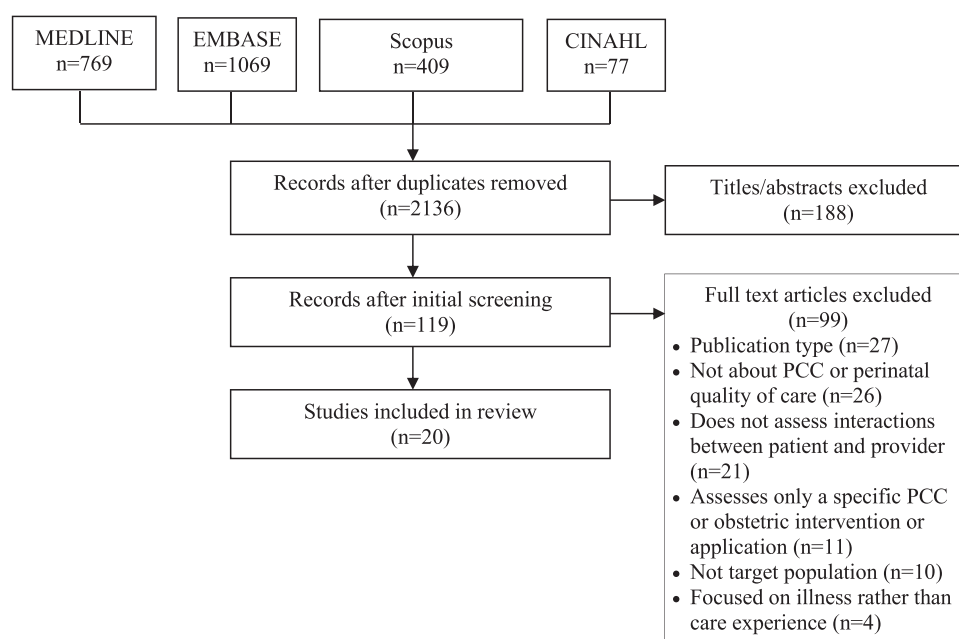 MEDLINE
n=769
EMBASE
n=1069
Scopus
n=409
CINAHL
n=77
Records after duplicates removed
(n=2136)
Titles/abstracts excluded
(n=188)
Records after initial screening
(n=119)
Full text articles excluded
(n=99)
• Publication type (n=27)
• Not about PCC or perinatal
quality of care (n=26)
• Does not assess interactions
between patient and provider
(n=21)
• Assesses only a specific PCC
or obstetric intervention or
application (n=11)
• Not target population (n=10)
• Focused on illness rather than
care experience (n=4)
Studies included in review
(n=20)